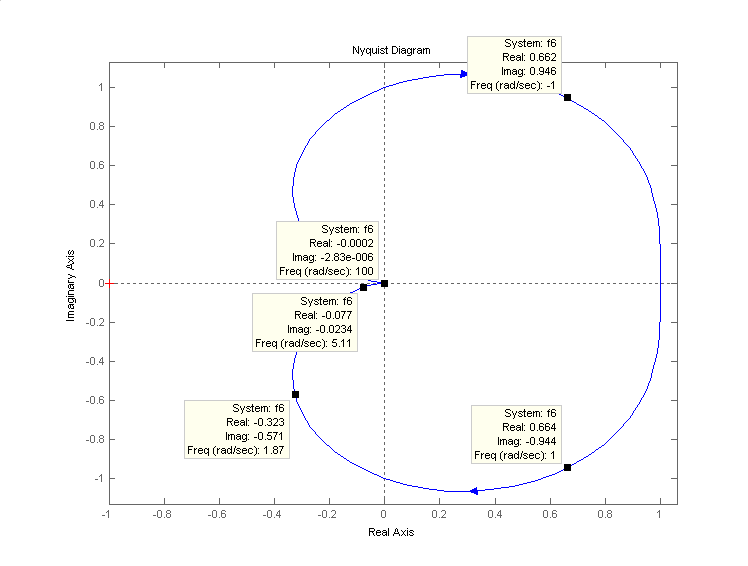 Nyquist Diagram
System: f6
Real: 0.662
Imag: 0.946
Freq (rad/sec): -1
1
0.8
0.6
0.4
0.2
0
-0.2
-0.4
-0.6
-0.8
-1
Imaginary Axis
System: f6
Real: -0.0002
Imag: -2.83e-006
Freq (rad/sec): 100
System: f6
Real: -0.077
Imag: -0.0234
Freq (rad/sec): 5.11
System: f6
Real: -0.323
Imag: -0.571
Freq (rad/sec): 1.87
System: f6
Real: 0.664
Imag: -0.944
Freq (rad/sec): 1
-1
-0.8
-0.6
-0.4
-0.2
0
0.2
0.4
0.6
0.8
1
Real Axis